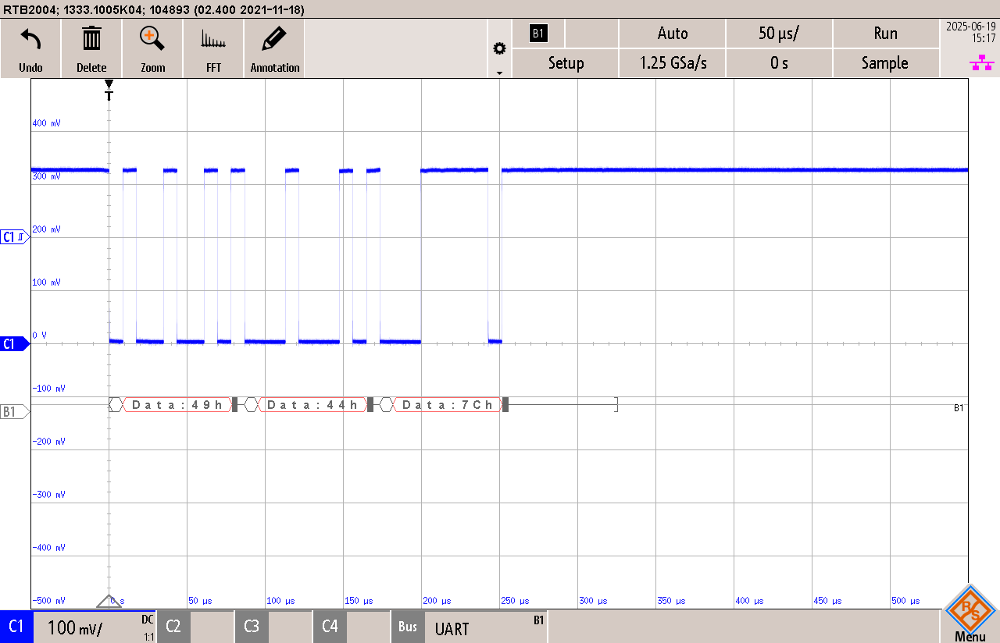 RTB2004; 1333.1005K04; 104893 (02.400 2021-11-18)
Undo
Delete
Zoom
FFT
Annotation
B1
Auto
50 µs/
Run
2025-06-19
15:17
Setup
1.25 GSa/s
0 s
Sample
T
400 mV
300 mV
C1
200 mV
100 mV
C1
0 V
-100 mV
B1
Data:49h
Data:44h
Data:7Ch
B1
-200 mV
-300 mV
-400 mV
-500 mV
0 s
50 µs
100 µs
150 µs
200 µs
250 µs
300 µs
350 µs
400 µs
450 µs
500 µs
C1
100 mV/
DC
1:1
C2
C3
C4
Bus
UART
B1
R
S
Menu